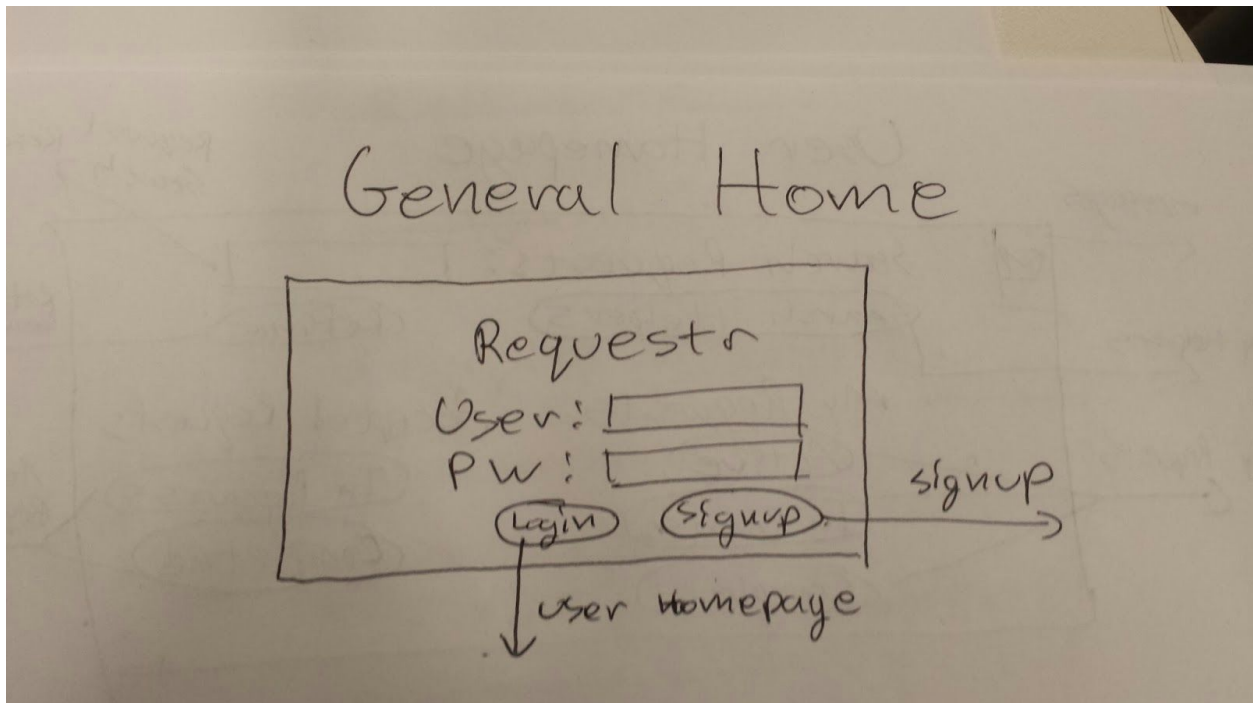 General Home
Requestr
User:
PW:
Login Signup
signup
user Homepage